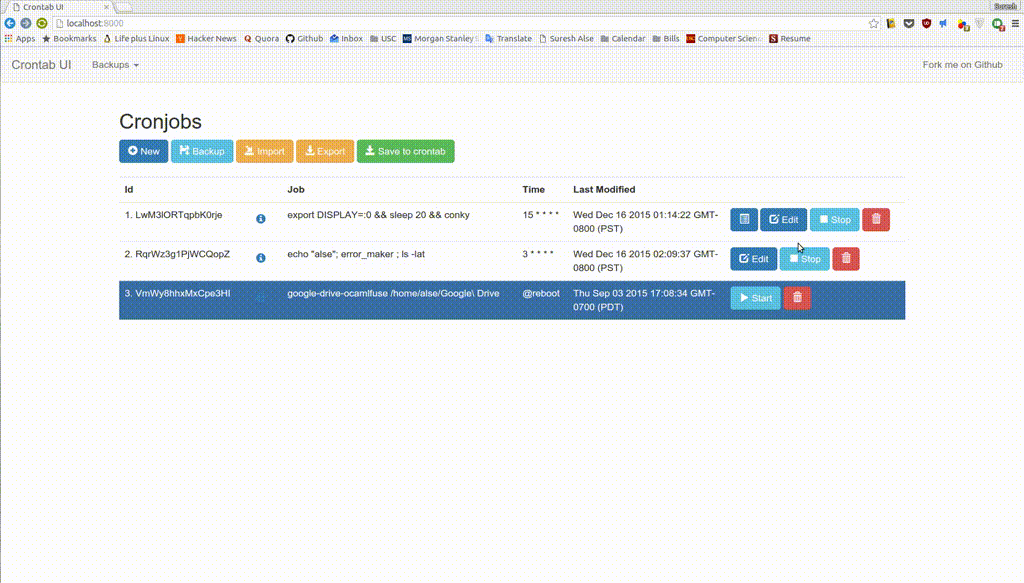 Crontab UI
Suresh
localhost:8000
Apps Bookmarks Life plus Linux Hacker News Quora Github Inbox USC Morgan Stanley Translate Suresh Alse Calendar Bills Computer Scien Resume
Crontab UI Backups Fork me on Github
Cronjobs
New Backup Import Export Save to crontab
Id Job Time Last Modified
1. LwM3lORTqpbK0rje export DISPLAY=:0 && sleep 20 && conky 15 * * * * Wed Dec 16 2015 01:14:22 GMT- Edit Stop
0800 (PST)
2. RqrWz3g1PjWCQopZ echo "alse"; error_maker ; ls -lat 3 * * * * Wed Dec 16 2015 02:09:37 GMT- Edit Stop
0800 (PST)
3. VmWy8hhxMxCpe3HI google-drive-ocamlfuse /home/alse/Google\ Drive @reboot Thu Sep 03 2015 17:08:34 GMT- Start
0700 (PDT)